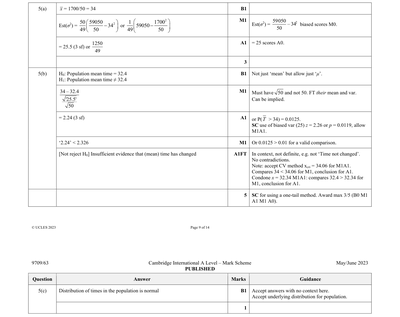 5(a) x̄ = 1700/50 = 34 B1
Est(σ²) = 50/49 (59050/50 − 34²) or 1/49 (59050 − 1700²/50) M1 Est(σ²) = 59050/50 − 34² biased scores M0.
= 25.5 (3 sf) or 1250/49 A1 = 25 scores A0.
3
5(b) H₀: Population mean time = 32.4 B1 Not just 'mean' but allow just 'μ'.
H₁: Population mean time ≠ 32.4
(34 − 32.4)/(√25.5/√50) M1 Must have √50 and not 50. FT their mean and var.
Can be implied.
= 2.24 (3 sf) A1 or P(x̄ > 34) = 0.0125.
SC use of biased var (25) z = 2.26 or p = 0.0119, allow
M1A1.
'2.24' < 2.326 M1 Or 0.0125 > 0.01 for a valid comparison.
[Not reject H₀] Insufficient evidence that (mean) time has changed A1FT In context, not definite, e.g. not 'Time not changed'.
No contradictions.
Note: accept CV method = 34.06 for M1A1.
Compares 34 < 34.06 for M1, conclusion for A1.
Condone = 32.34 M1A1: compares 32.4 > 32.34 for
M1, conclusion for A1.
5 SC for using a one-tail method. Award max 3/5 (B0 M1
A1 M1 A0).
© UCLES 2023 Page 9 of 14
9709/63 Cambridge International A Level – Mark Scheme May/June 2023
PUBLISHED
Question Answer Marks Guidance
5(c) Distribution of times in the population is normal B1 Accept answers with no context here.
Accept underlying distribution for population.
1